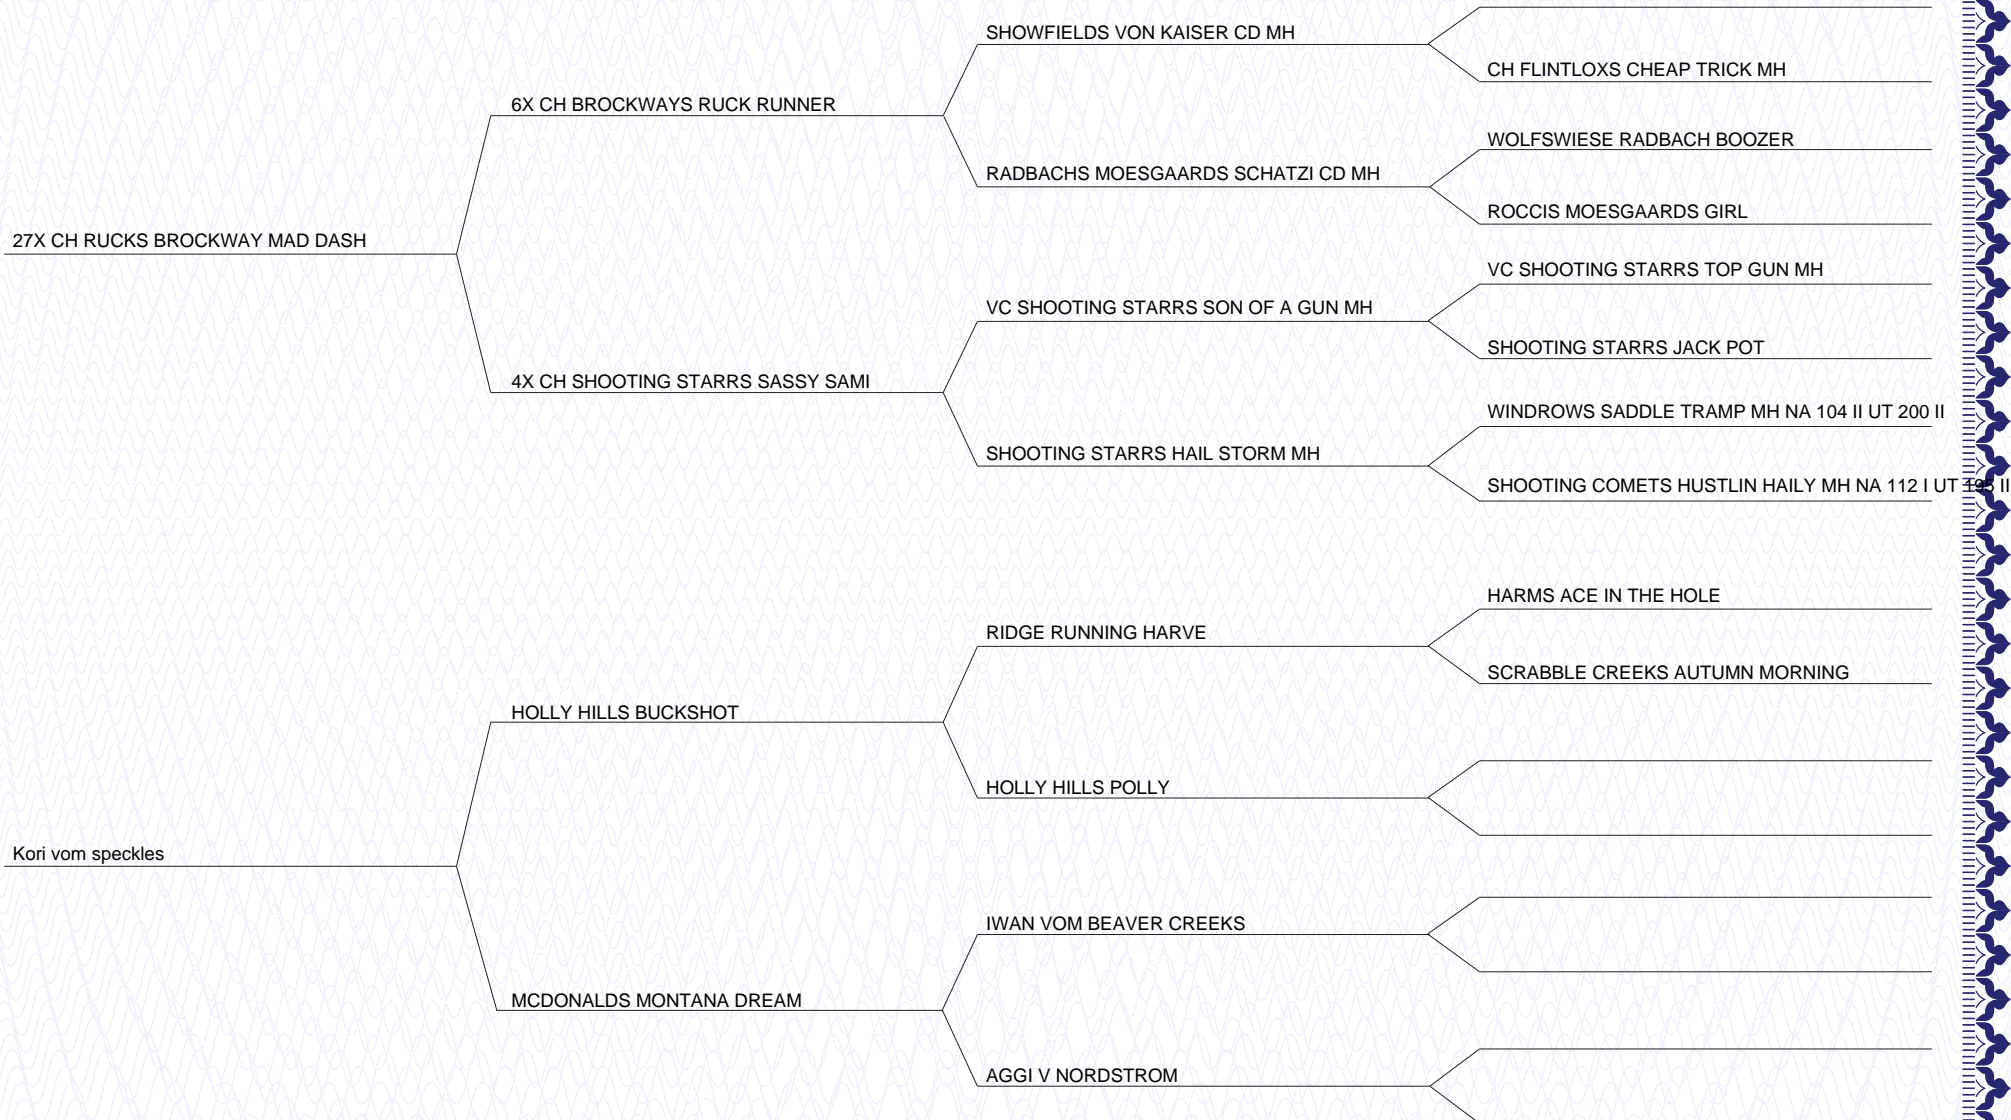 SHOWFIELDS VON KAISER CD MH
CH FLINTLOXS CHEAP TRICK MH
6X CH BROCKWAYS RUCK RUNNER
WOLFSWIESE RADBACH BOOZER
RADBACHS MOESGAARDS SCHATZI CD MH
ROCCIS MOESGAARDS GIRL
27X CH RUCKS BROCKWAY MAD DASH
VC SHOOTING STARRS TOP GUN MH
VC SHOOTING STARRS SON OF A GUN MH
SHOOTING STARRS JACK POT
4X CH SHOOTING STARRS SASSY SAMI
WINDROWS SADDLE TRAMP MH NA 104 II UT 200 II
SHOOTING STARRS HAIL STORM MH
SHOOTING COMETS HUSTLIN HAILY MH NA 112 I UT 195 II
HARMS ACE IN THE HOLE
RIDGE RUNNING HARVE
SCRABBLE CREEKS AUTUMN MORNING
HOLLY HILLS BUCKSHOT
HOLLY HILLS POLLY
Kori vom speckles
IWAN VOM BEAVER CREEKS
MCDONALDS MONTANA DREAM
AGGI V NORDSTROM